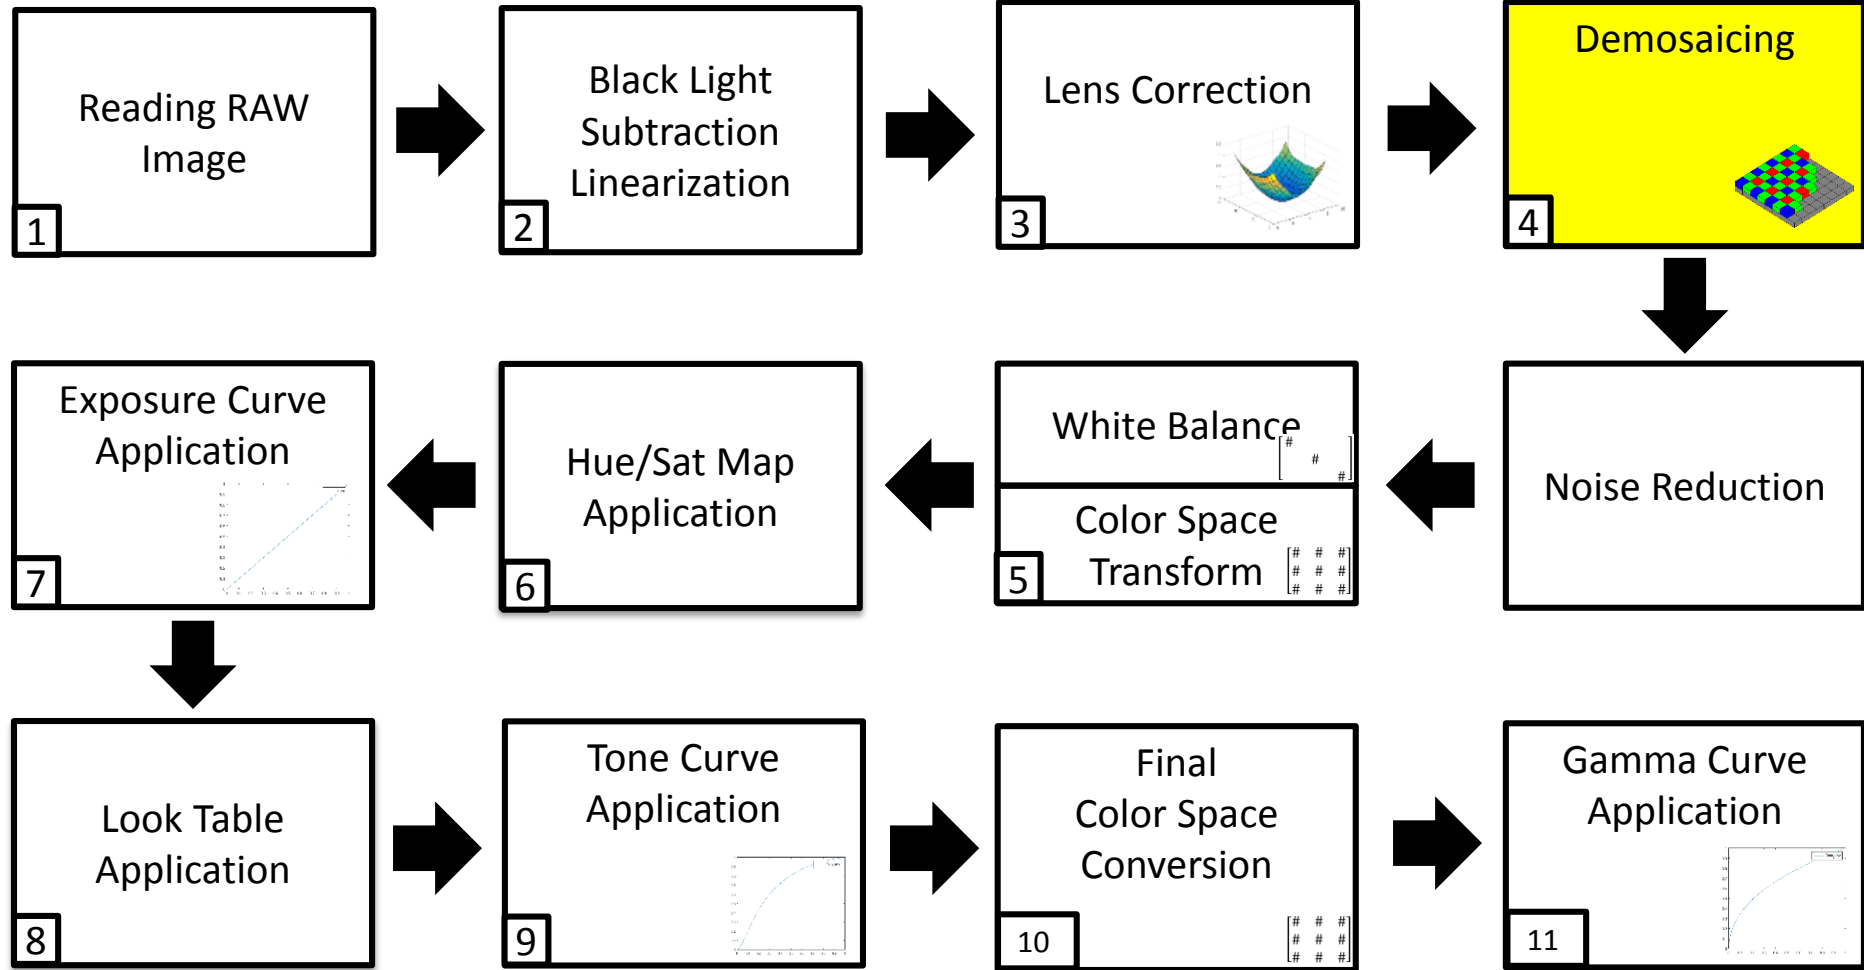 Reading RAW
Image
1
Black Light
Subtraction
Linearization
2
Lens Correction
3
Demosaicing
4
Exposure Curve
Application
7
Hue/Sat Map
Application
6
White Balance
#
#
#
Color Space
Transform
# # #
# # #
# # #
5
Noise Reduction
Look Table
Application
8
Tone Curve
Application
9
Final
Color Space
Conversion
# # #
# # #
# # #
10
Gamma Curve
Application
11